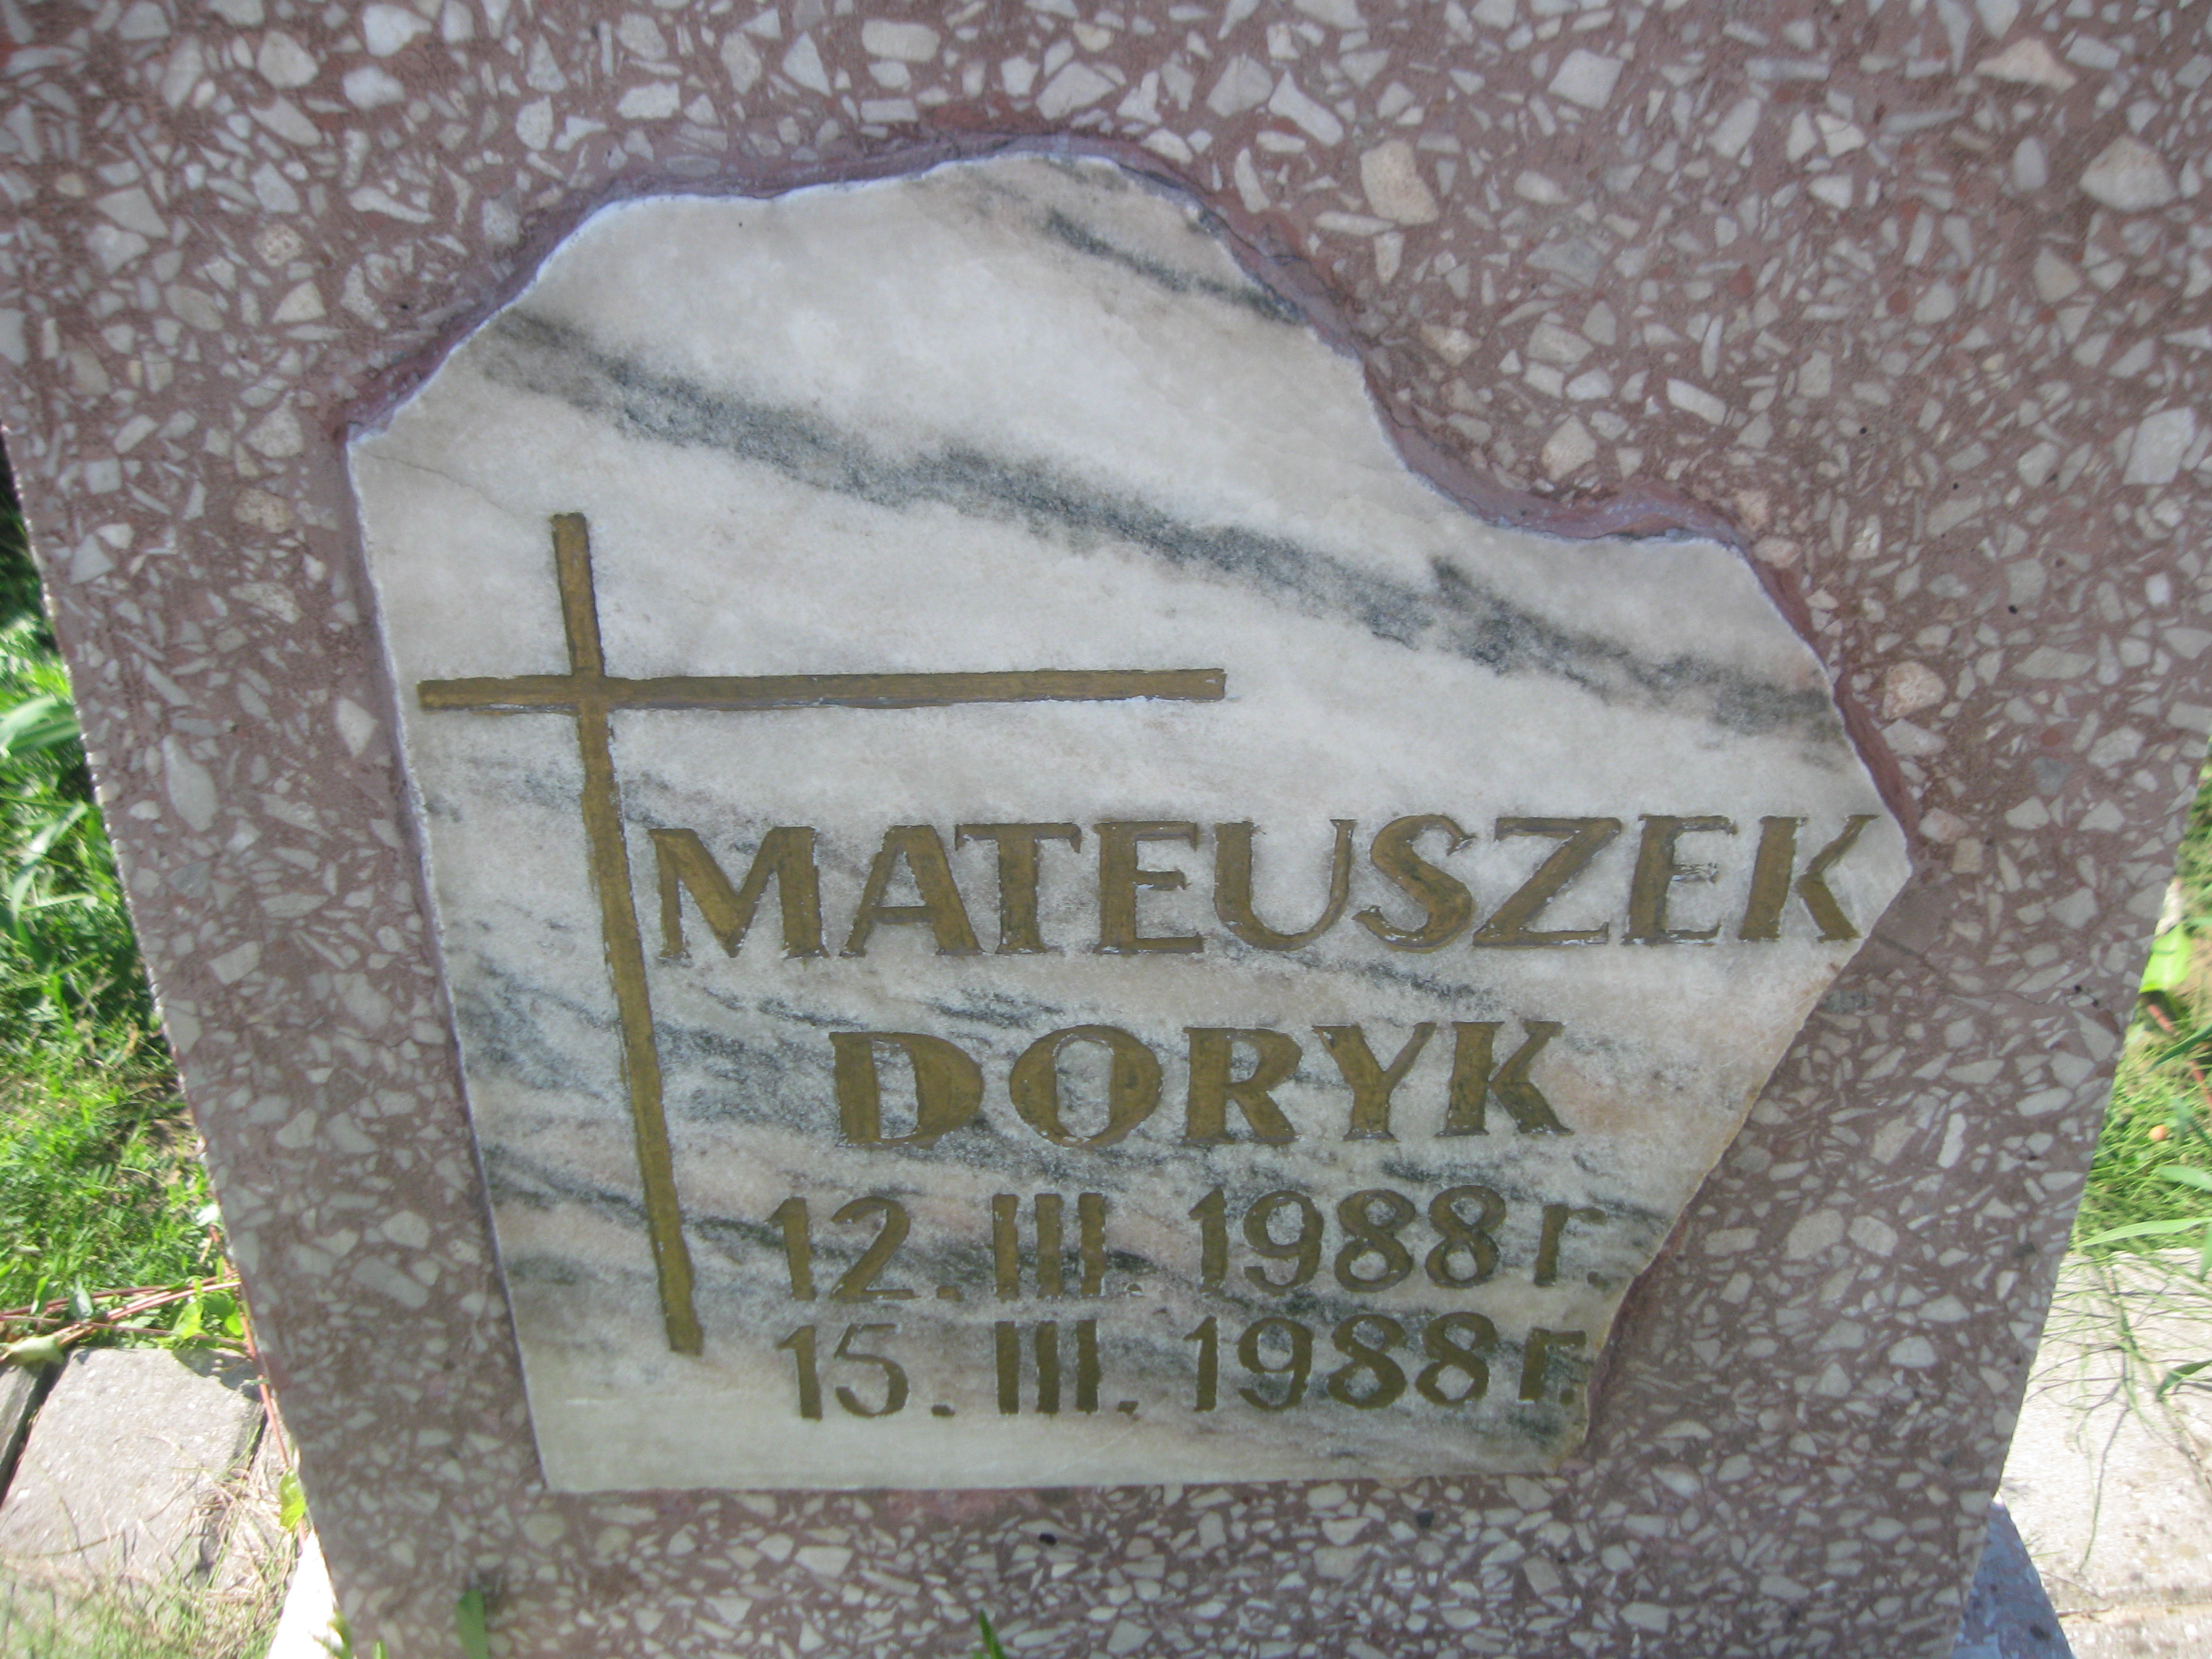 MATEUSZEK
DORYK
12. III. 1988 r.
15. III. 1988 r.